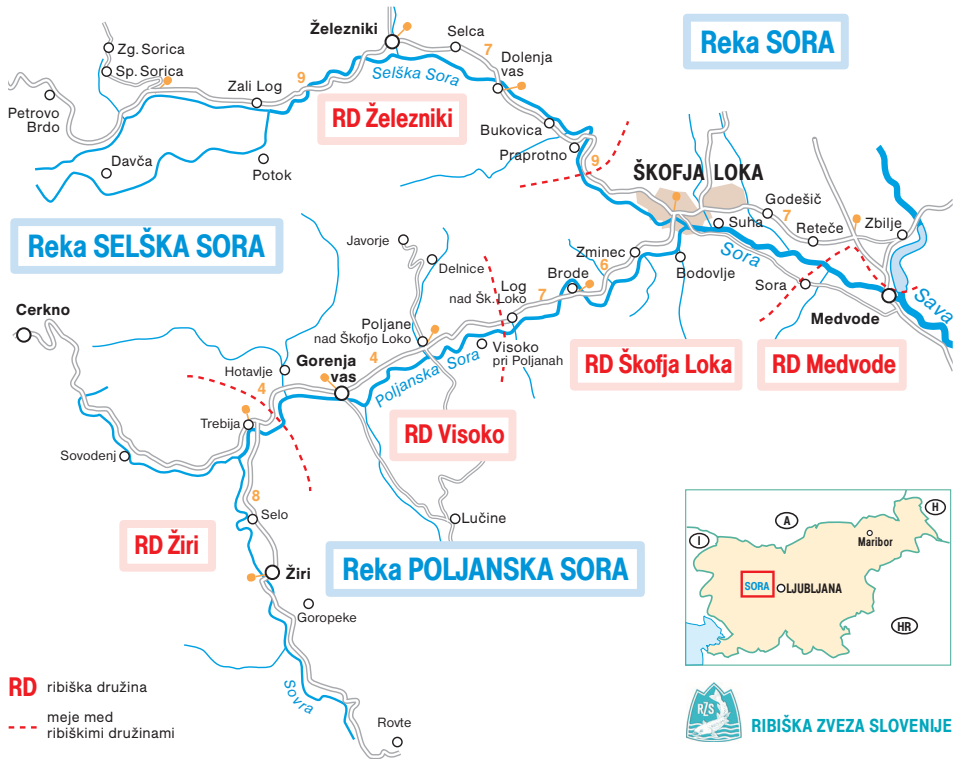 Železniki
Selca
7
Dolenja
vas
Reka SORA
Zg. Sorica
Sp. Sorica
9
Selška Sora
Zali Log
Petrovo
Brdo
RD Železniki
Bukovica
Praprotno
9
Davča
Potok
ŠKOFJA LOKA
Godešič
7
Suha
Reteče
Zbilje
Reka SELŠKA SORA
Javorje
Delnice
Zminec
6
Brode
Bodovlje
Sora
Sora
Log
nad Šk. Loko
7
Sava
Medvode
Cerkno
Poljane
nad Škofjo Loko
Visoko
pri Poljanah
RD Škofja Loka
RD Medvode
4
Gorenja
vas
Poljanska Sora
Hotavlje
4
Trebija
RD Visoko
Sovodenj
8
Selo
Lučine
RD Žiri
Žiri
Reka POLJANSKA SORA
Goropeke
Sovra
Rovte
H
A
I
Maribor
SORA
LJUBLJANA
HR
RD ribiška družina
meje med
ribiškimi družinami
RZS
RIBIŠKA ZVEZA SLOVENIJE